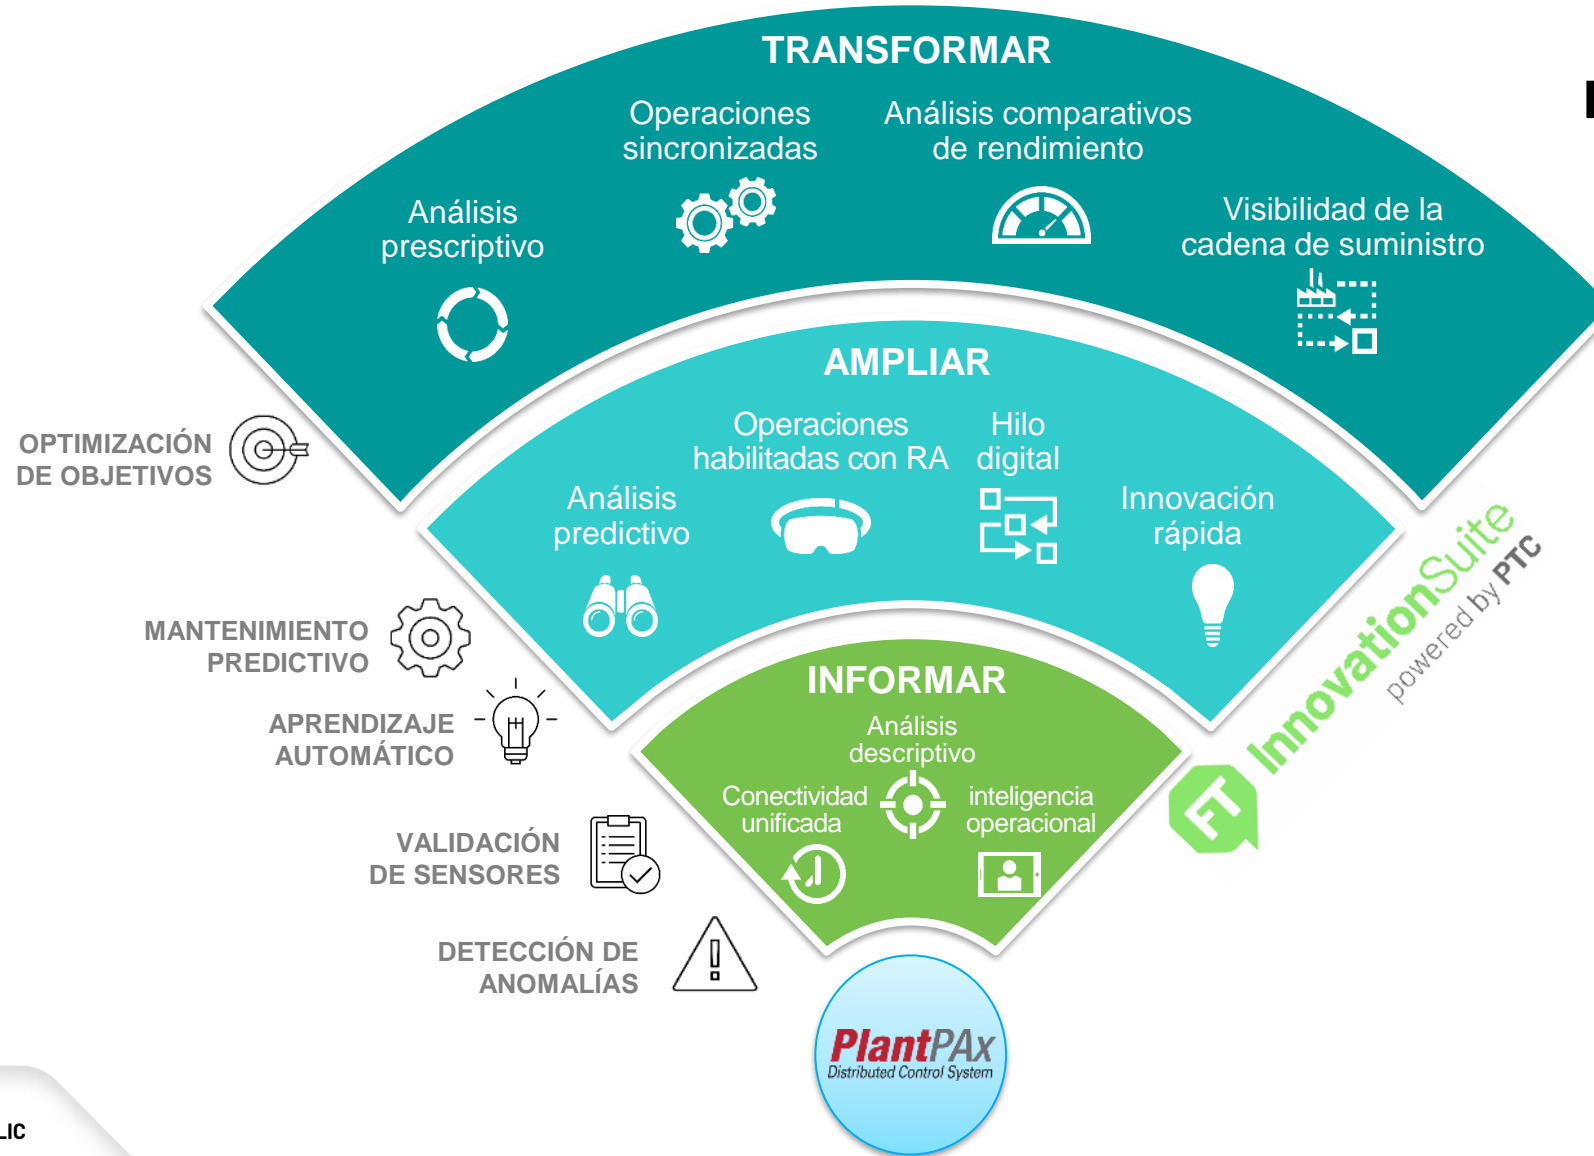 TRANSFORMAR
Operaciones
sincronizadas
Análisis comparativos
de rendimiento
Análisis
prescriptivo
Visibilidad de la
cadena de suministro
AMPLIAR
Operaciones
habilitadas con RA
Hilo
digital
Análisis
predictivo
Innovación
rápida
INFORMAR
Análisis
descriptivo
Conectividad
unificada
inteligencia
operacional
OPTIMIZACIÓN
DE OBJETIVOS
MANTENIMIENTO
PREDICTIVO
APRENDIZAJE
AUTOMÁTICO
VALIDACIÓN
DE SENSORES
DETECCIÓN DE
ANOMALÍAS
FT InnovationSuite
powered by PTC
PlantPAx
Distributed Control System
LIC